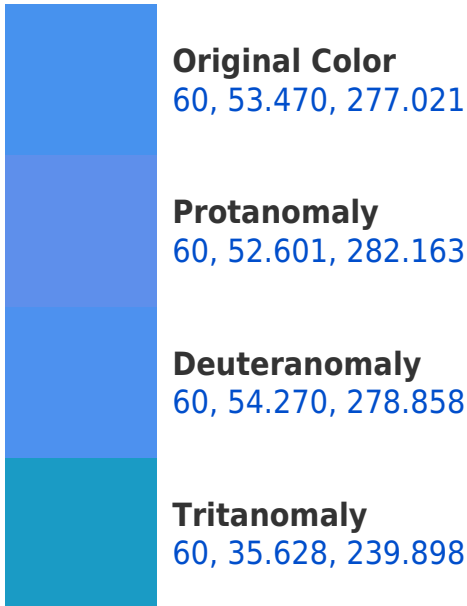 Original Color
60, 53.470, 277.021
Protanomaly
60, 52.601, 282.163
Deuteranomaly
60, 54.270, 278.858
Tritanomaly
60, 35.628, 239.898